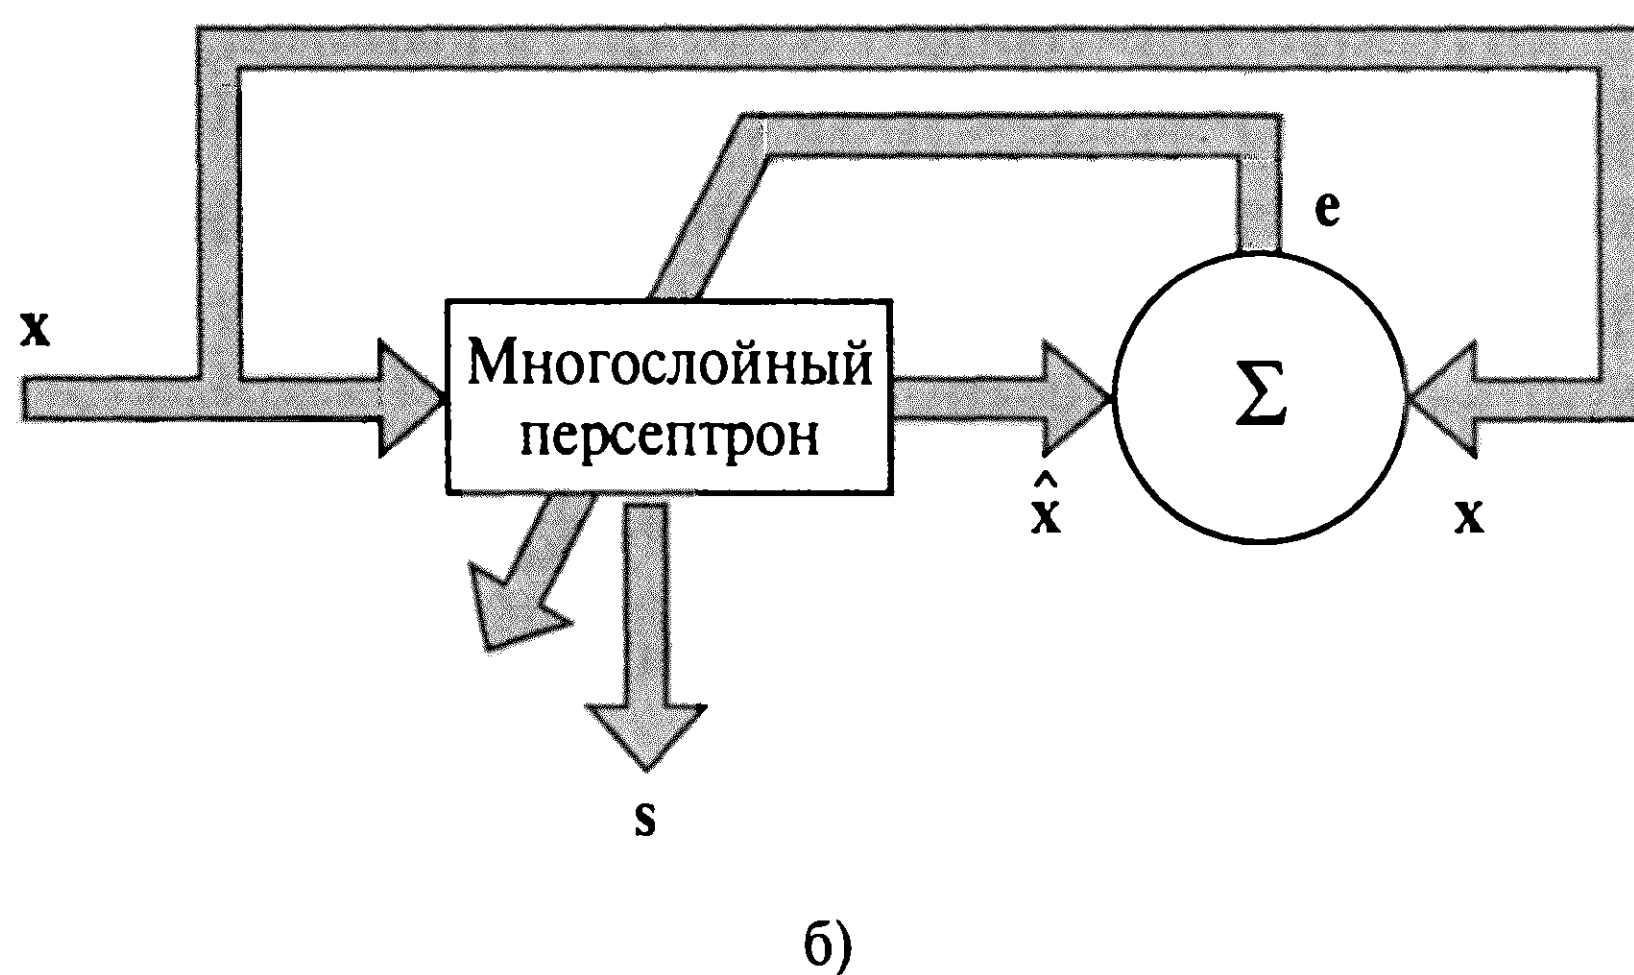 e
x
Многослойный
персептрон
Σ
x̂
x
s
б)